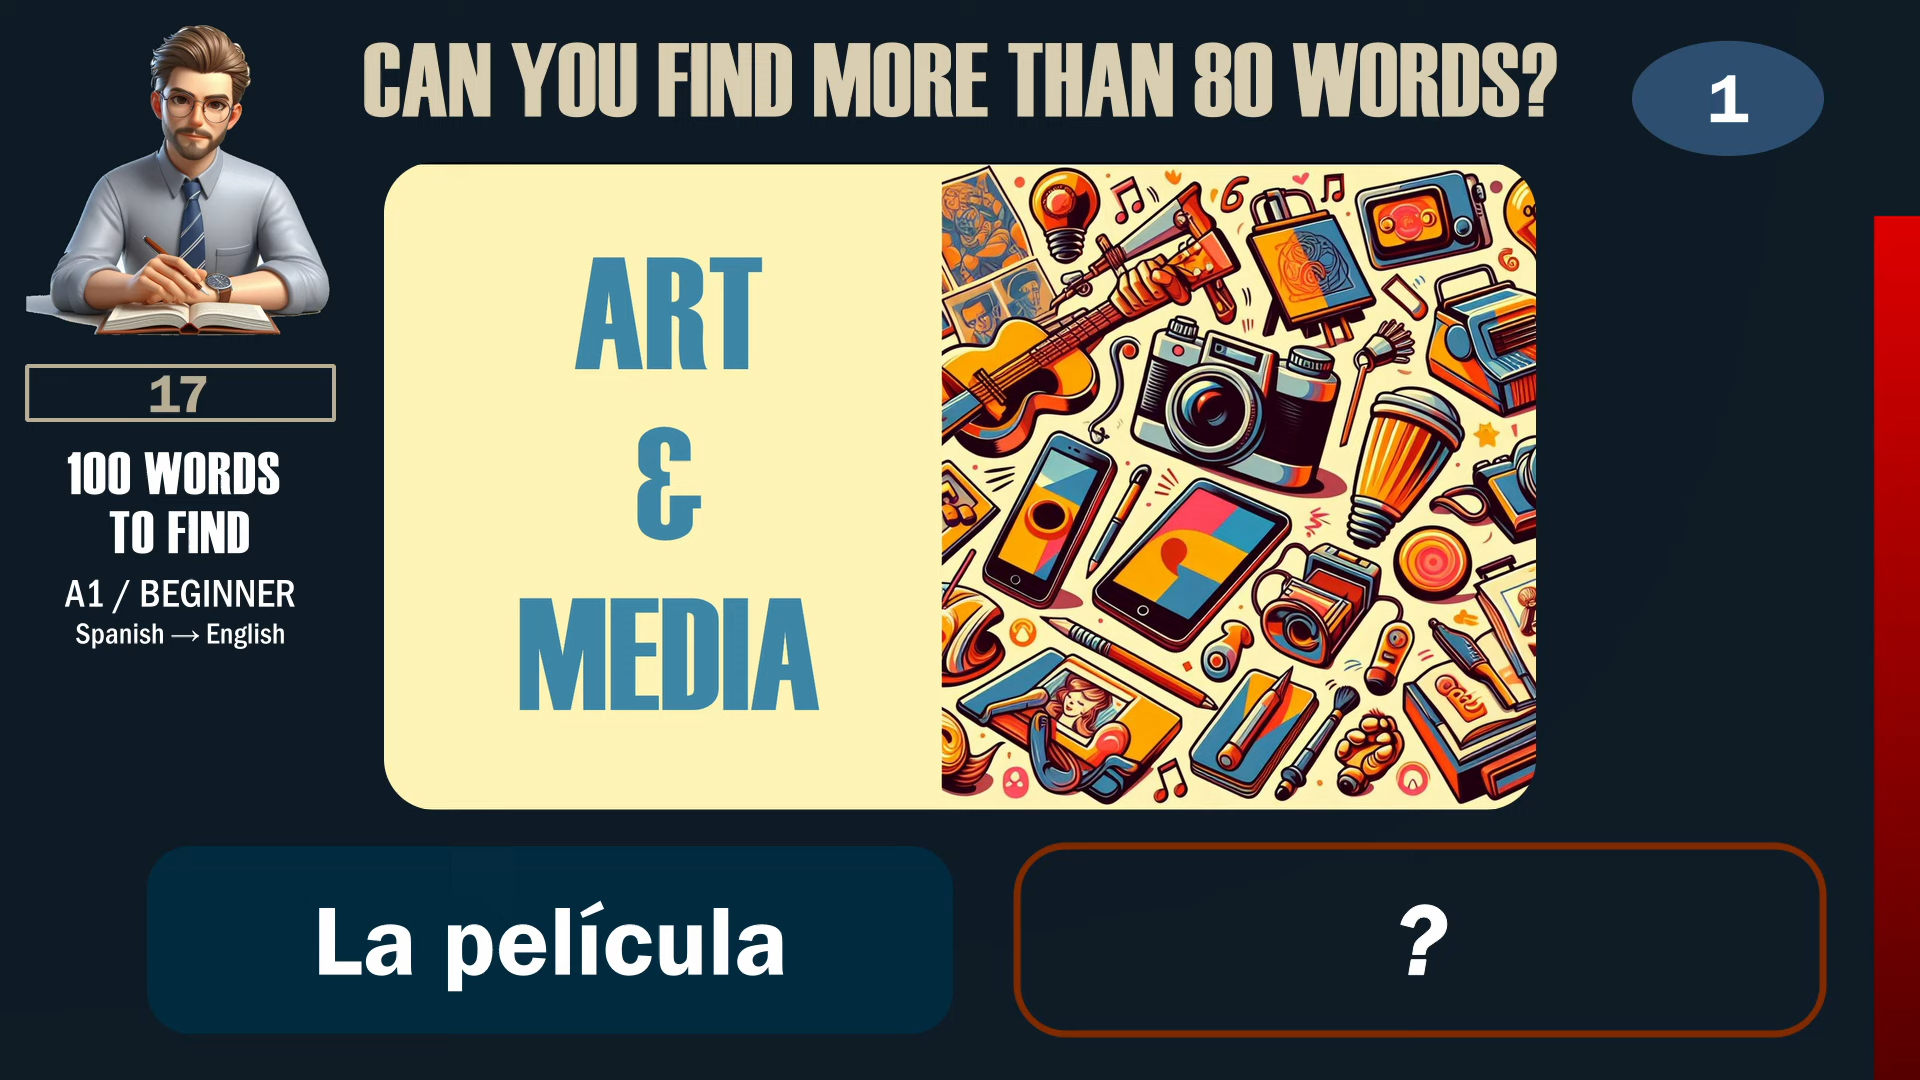 CAN YOU FIND MORE THAN 80 WORDS?
1
17
100 WORDS
TO FIND
A1 / BEGINNER
Spanish → English
ART
&
MEDIA
6
La película
?